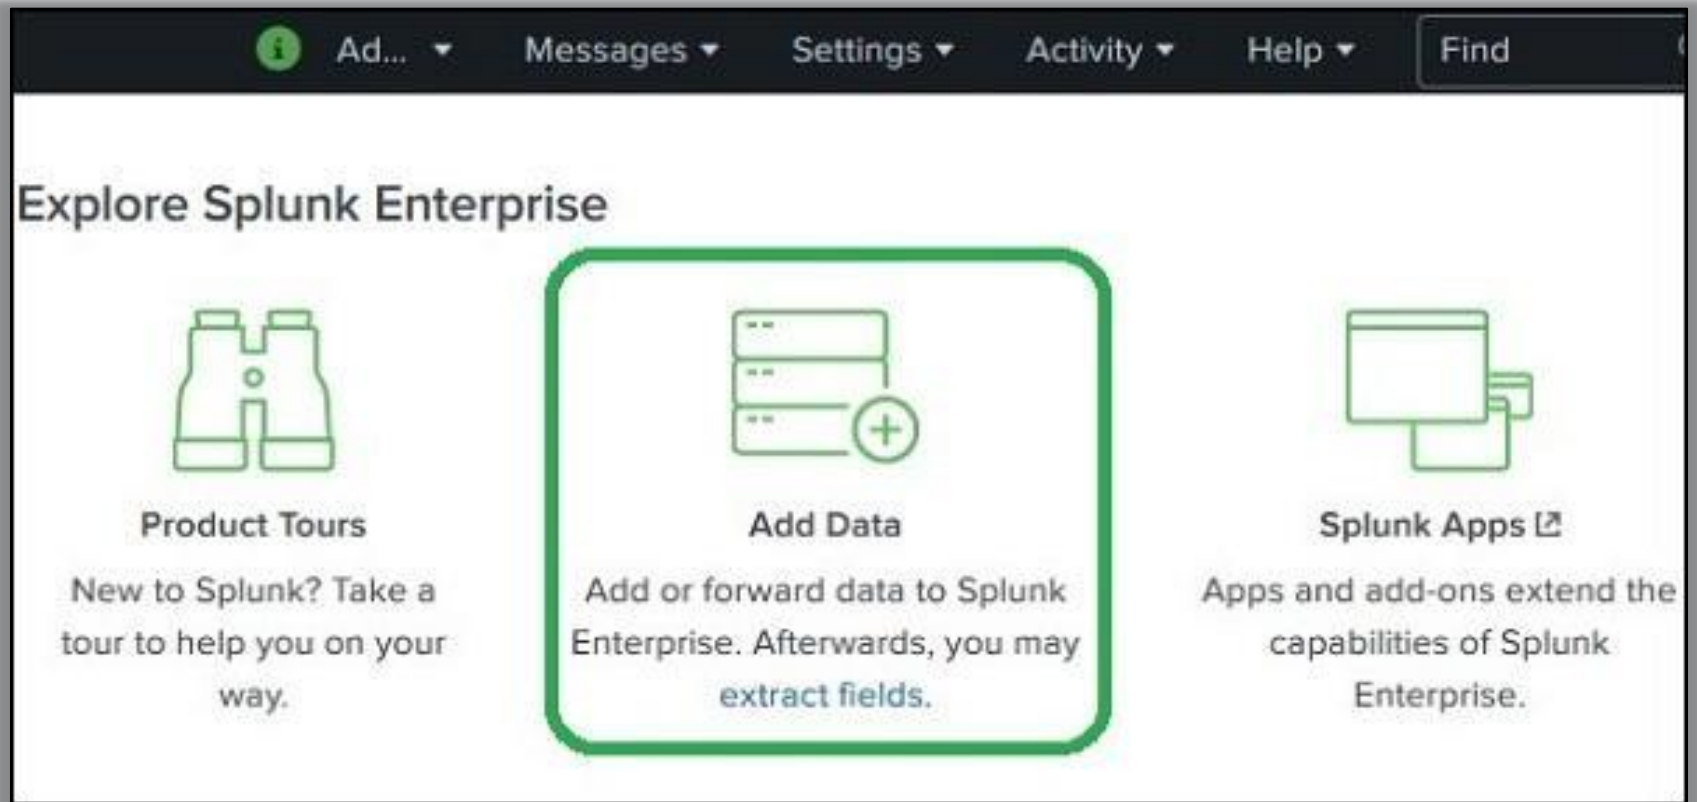 Ad... Messages Settings Activity Help Find
Explore Splunk Enterprise
Product Tours
New to Splunk? Take a
tour to help you on your
way.
Add Data
Add or forward data to Splunk
Enterprise. Afterwards, you may
extract fields.
Splunk Apps
Apps and add-ons extend the
capabilities of Splunk
Enterprise.